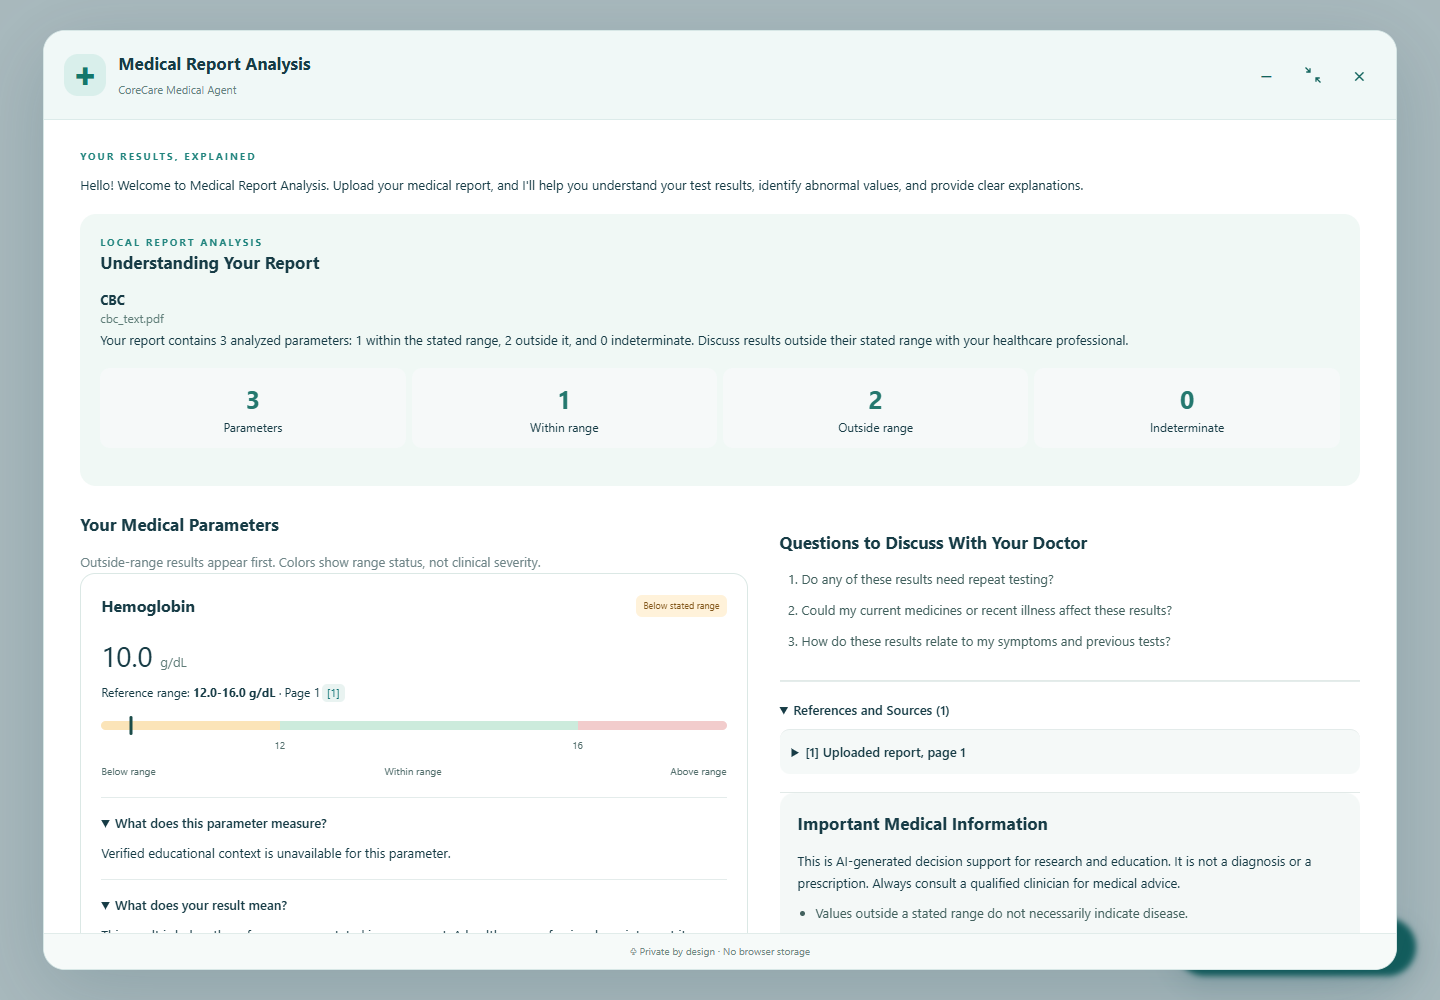 Medical Report Analysis
CoreCare Medical Agent
YOUR RESULTS, EXPLAINED
Hello! Welcome to Medical Report Analysis. Upload your medical report, and I'll help you understand your test results, identify abnormal values, and provide clear explanations.
LOCAL REPORT ANALYSIS
Understanding Your Report
CBC
cbc_text.pdf
Your report contains 3 analyzed parameters: 1 within the stated range, 2 outside it, and 0 indeterminate. Discuss results outside their stated range with your healthcare professional.
3
Parameters
1
Within range
2
Outside range
0
Indeterminate
Your Medical Parameters
Outside-range results appear first. Colors show range status, not clinical severity.
Hemoglobin
Below stated range
10.0 g/dL
Reference range: 12.0-16.0 g/dL · Page 1 [1]
12 16
Below range Within range Above range
What does this parameter measure?
Verified educational context is unavailable for this parameter.
What does your result mean?
Questions to Discuss With Your Doctor
1. Do any of these results need repeat testing?
2. Could my current medicines or recent illness affect these results?
3. How do these results relate to my symptoms and previous tests?
References and Sources (1)
[1] Uploaded report, page 1
Important Medical Information
This is AI-generated decision support for research and education. It is not a diagnosis or a
prescription. Always consult a qualified clinician for medical advice.
• Values outside a stated range do not necessarily indicate disease.
Private by design · No browser storage